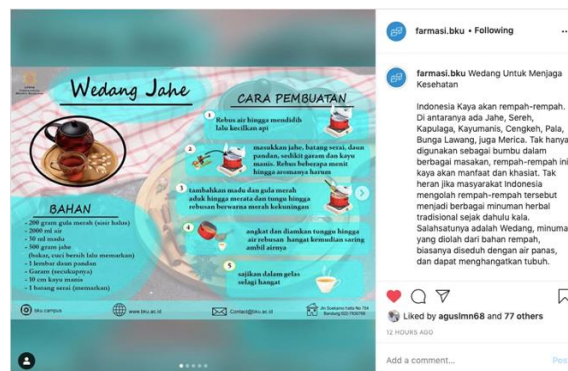 Wedang Jahe
CARA PEMBUATAN
1
Rebus air hingga mendidih
lalu kecilkan api
2
masukkan jahe, batang serai, daun
pandan, sedikit garam dan kayu
manis. Rebus beberapa menit
hingga aromanya harum
3
tambahkan madu dan gula merah
aduk hingga merata dan tungu hingga
rebusan berwarna merah kekuningan
4
angkat dan diamkan tunggu hingga
air rebusan hangat kemudian saring
ambil airnya
5
sajikan dalam gelas
selagi hangat
BAHAN
- 200 gram gula merah (sisir halus)
- 2000 ml air
- 50 ml madu
- 500 gram jahe
(bakar, cuci bersih lalu memarkan)
- 1 lembar daun pandan
- Garam (secukupnya)
- 10 cm kayu manis
- 1 batang serai (memarkan)
bku.campus
www.bku.ac.id
Contact@bku.ac.id
farmasi.bku • Following
farmasi.bku Wedang Untuk Menjaga
Kesehatan
Indonesia Kaya akan rempah-rempah.
Di antaranya ada Jahe, Sereh,
Kapulaga, Kayumanis, Cengkeh, Pala,
Bunga Lawang, juga Merica. Tak hanya
digunakan sebagai bumbu dalam
berbagai masakan, rempah-rempah ini
kaya akan manfaat dan khasiat. Tak
heran jika masyarakat Indonesia
mengolah rempah-rempah tersebut
menjadi berbagai minuman herbal
tradisional sejak dahulu kala.
Salahsatunya adalah Wedang, minuma
yang diolah dari bahan rempah,
biasanya diseduh dengan air panas,
dan dapat menghangatkan tubuh.
Liked by agusimn68 and 77 others
12 HOURS AGO
Add a comment...
Pos